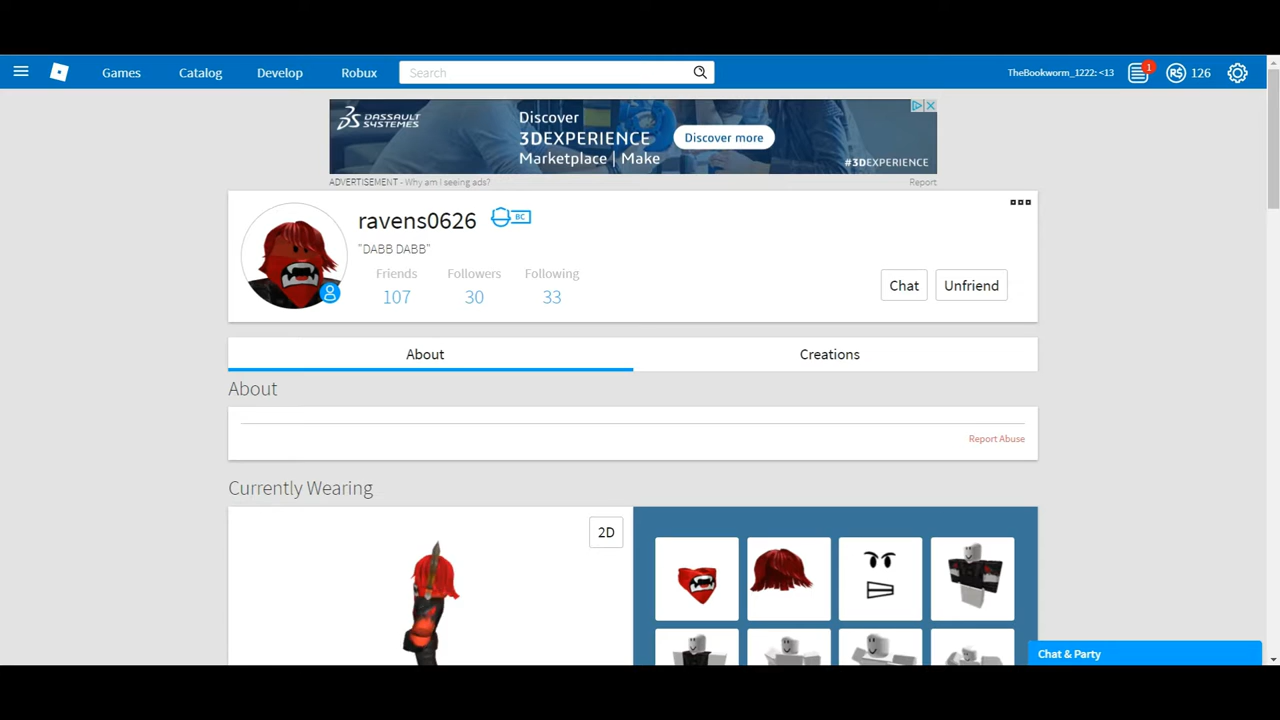 Games Catalog Develop Robux Search TheBookworm_1222: <13 1 R$ 126
DASSAULT SYSTEMES
Discover
3DEXPERIENCE
Marketplace | Make
Discover more
#3DEXPERIENCE
ADVERTISEMENT - Why am I seeing ads? Report
ravens0626 BC
"DABB DABB"
Friends Followers Following
107 30 33
Chat Unfriend
About Creations
About
Report Abuse
Currently Wearing
2D
Chat & Party